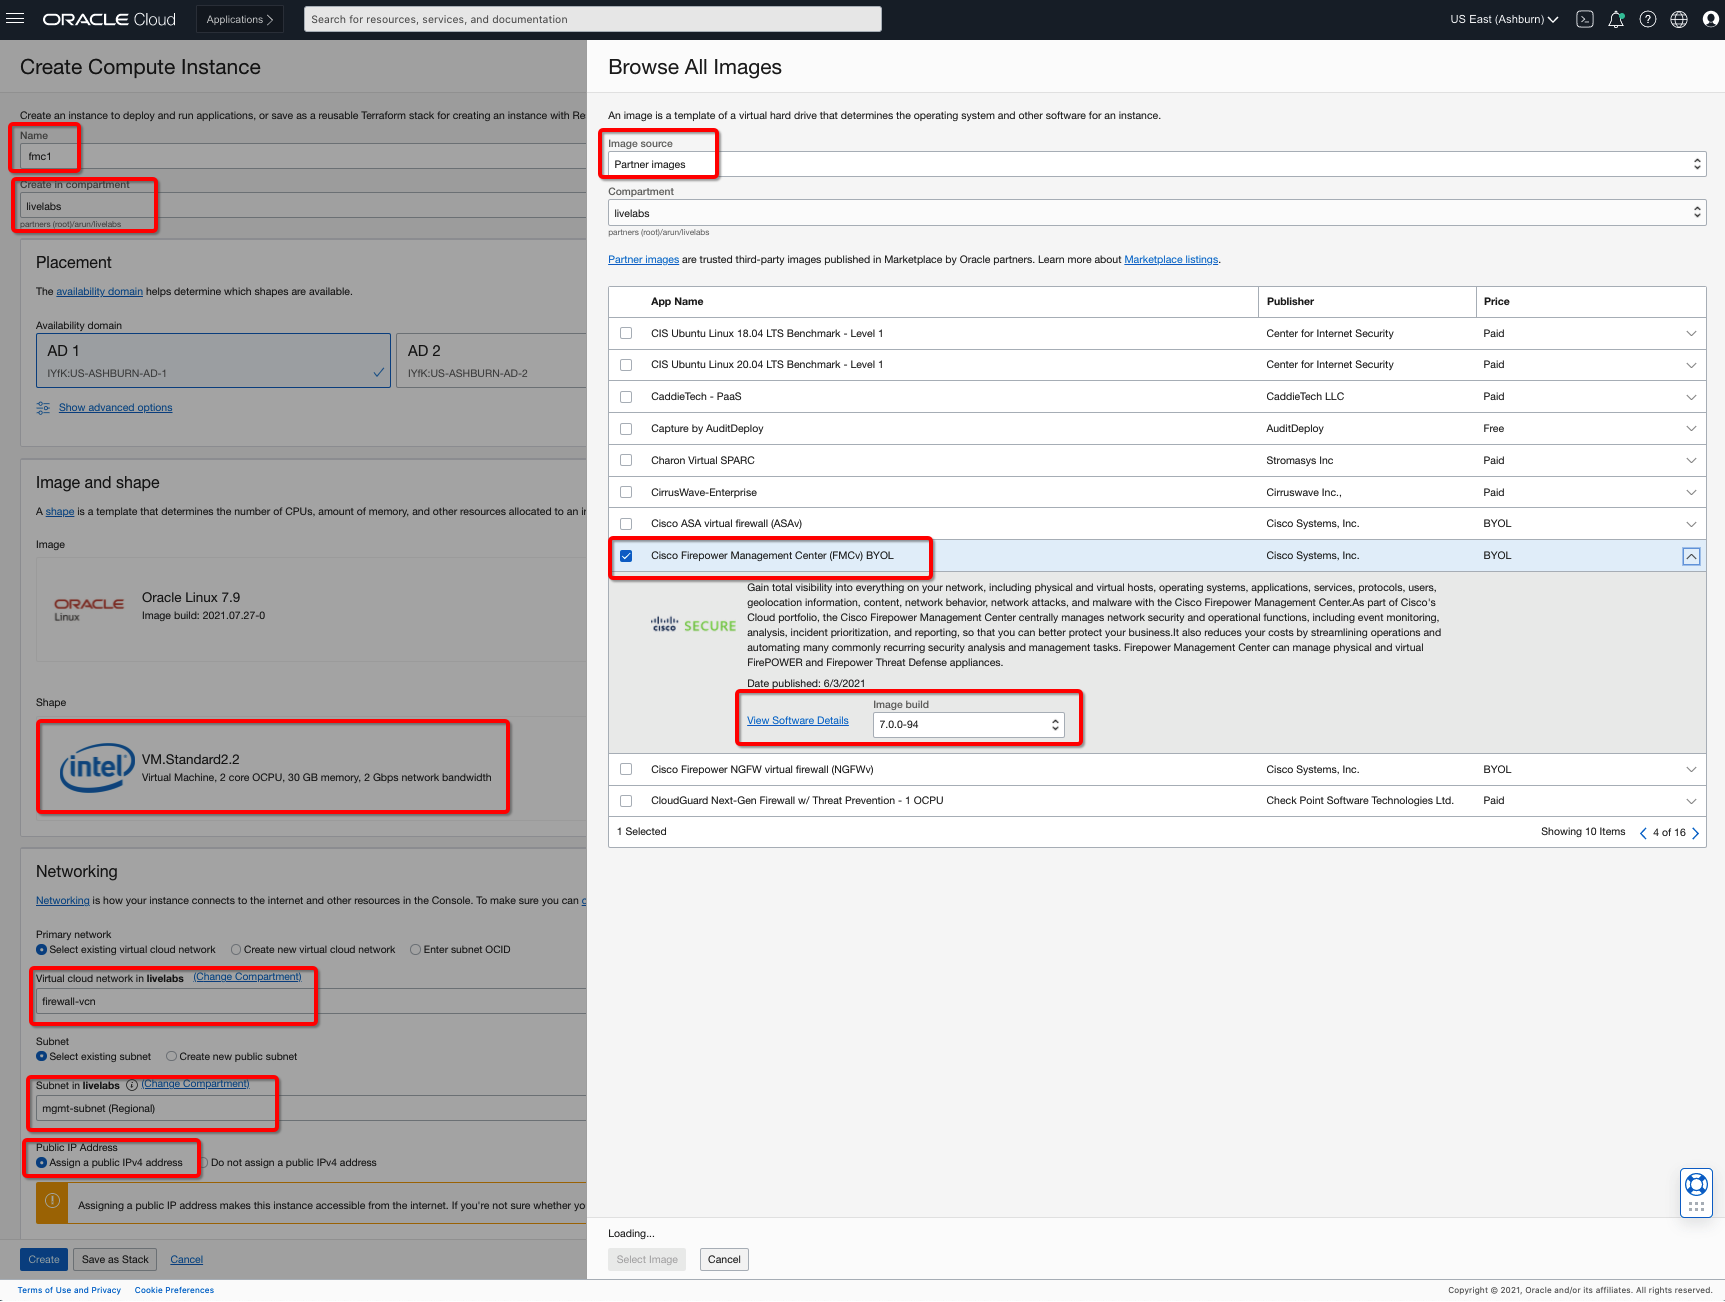 ORACLE Cloud
Applications
Search for resources, services, and documentation
US East (Ashburn)
Create Compute Instance
Create an instance to deploy and run applications, or save as a reusable Terraform stack for creating an instance with Re
Name
fmc1
Create in compartment
livelabs
partners (root)/arun/livelabs
Placement
The availability domain helps determine which shapes are available.
Availability domain
AD 1
IYfK:US-ASHBURN-AD-1
AD 2
IYfK:US-ASHBURN-AD-2
Show advanced options
Image and shape
A shape is a template that determines the number of CPUs, amount of memory, and other resources allocated to an in
Image
ORACLE
Linux
Oracle Linux 7.9
Image build: 2021.07.27-0
Shape
intel
VM.Standard2.2
Virtual Machine, 2 core OCPU, 30 GB memory, 2 Gbps network bandwidth
Networking
Networking is how your instance connects to the internet and other resources in the Console. To make sure you can c
Primary network
Select existing virtual cloud network
Create new virtual cloud network
Enter subnet OCID
Virtual cloud network in livelabs (Change Compartment)
firewall-vcn
Subnet
Select existing subnet
Create new public subnet
Subnet in livelabs (Change Compartment)
mgmt-subnet (Regional)
Public IP Address
Assign a public IPv4 address
Do not assign a public IPv4 address
Assigning a public IP address makes this instance accessible from the internet. If you're not sure whether yo
Create
Save as Stack
Cancel
Browse All Images
An image is a template of a virtual hard drive that determines the operating system and other software for an instance.
Image source
Partner images
Compartment
livelabs
partners (root)/arun/livelabs
Partner images are trusted third-party images published in Marketplace by Oracle partners. Learn more about Marketplace listings.
App Name Publisher Price
CIS Ubuntu Linux 18.04 LTS Benchmark - Level 1 Center for Internet Security Paid
CIS Ubuntu Linux 20.04 LTS Benchmark - Level 1 Center for Internet Security Paid
CaddieTech - PaaS CaddieTech LLC Paid
Capture by AuditDeploy AuditDeploy Free
Charon Virtual SPARC Stromasys Inc Paid
CirrusWave-Enterprise Cirruswave Inc., Paid
Cisco ASA virtual firewall (ASAv) Cisco Systems, Inc. BYOL
Cisco Firepower Management Center (FMCv) BYOL Cisco Systems, Inc. BYOL
CISCO SECURE
Gain total visibility into everything on your network, including physical and virtual hosts, operating systems, applications, services, protocols, users,
geolocation information, content, network behavior, network attacks, and malware with the Cisco Firepower Management Center.As part of Cisco's
Cloud portfolio, the Cisco Firepower Management Center centrally manages network security and operational functions, including event monitoring,
analysis, incident prioritization, and reporting, so that you can better protect your business.It also reduces your costs by streamlining operations and
automating many commonly recurring security analysis and management tasks. Firepower Management Center can manage physical and virtual
FirePOWER and Firepower Threat Defense appliances.
Date published: 6/3/2021
View Software Details
Image build
7.0.0-94
Cisco Firepower NGFW virtual firewall (NGFWv) Cisco Systems, Inc. BYOL
CloudGuard Next-Gen Firewall w/ Threat Prevention - 1 OCPU Check Point Software Technologies Ltd. Paid
1 Selected
Showing 10 Items
4 of 16
Loading...
Select Image
Cancel
Terms of Use and Privacy
Cookie Preferences
Copyright © 2021, Oracle and/or its affiliates. All rights reserved.